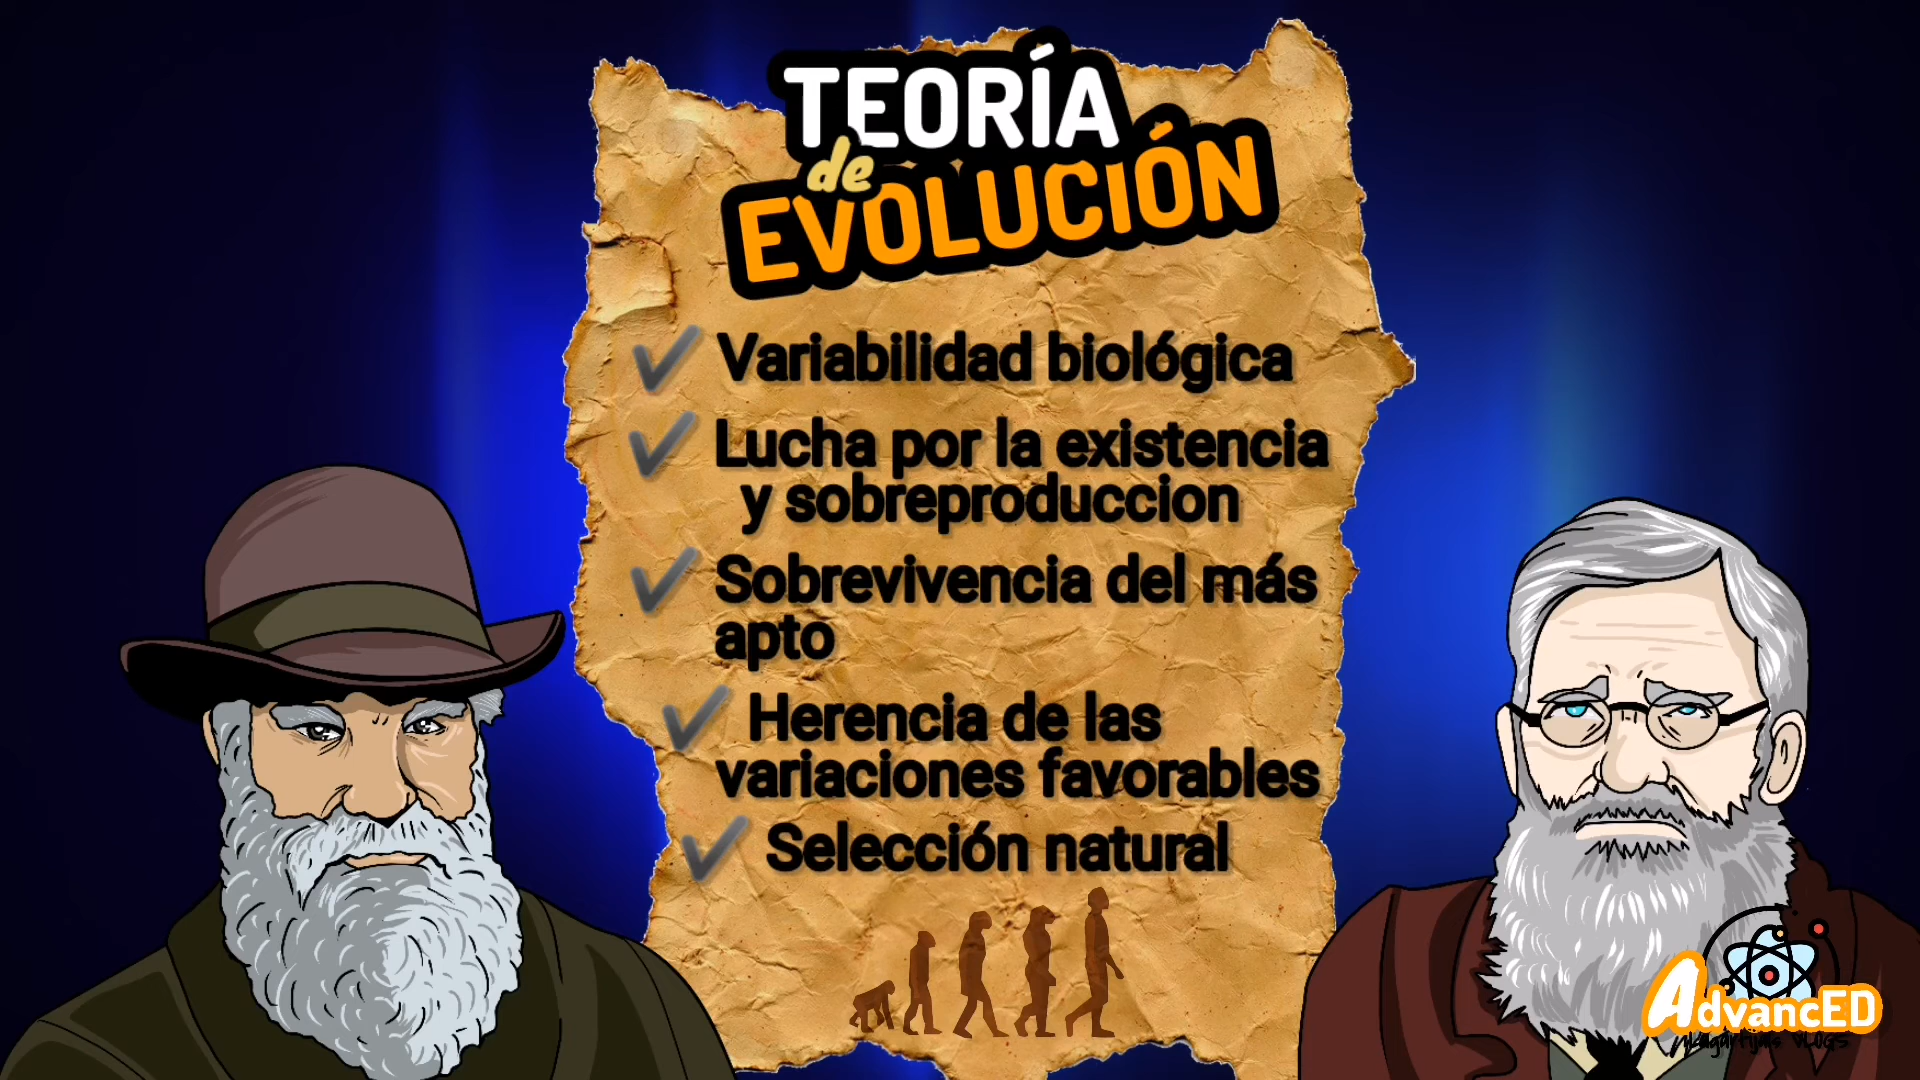 TEORÍA
de
EVOLUCIÓN
Variabilidad biológica
Lucha por la existencia
y sobreproduccion
Sobrevivencia del más
apto
Herencia de las
variaciones favorables
Selección natural
AdvancED
VLOGS